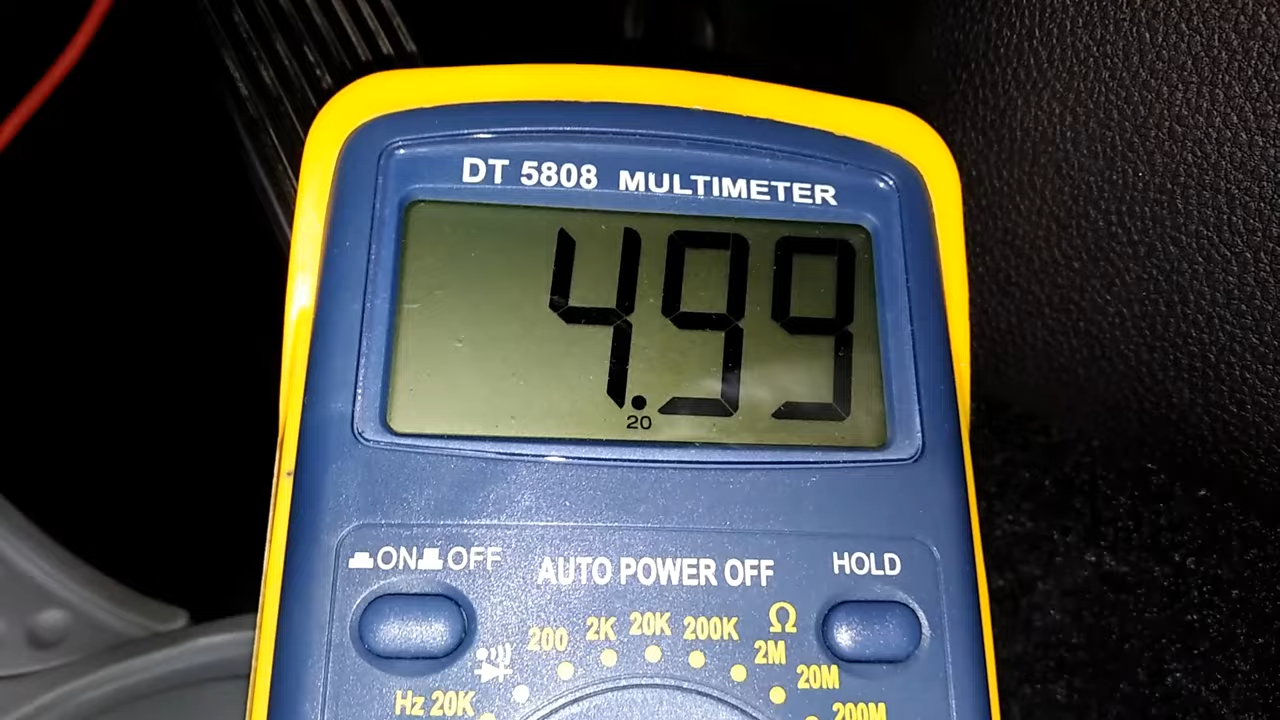 DT 5808 MULTIMETER
4.99
20
ON OFF
AUTO POWER OFF
HOLD
200
2K
20K
200K
Ω
2M
20M
200M
Hz 20K